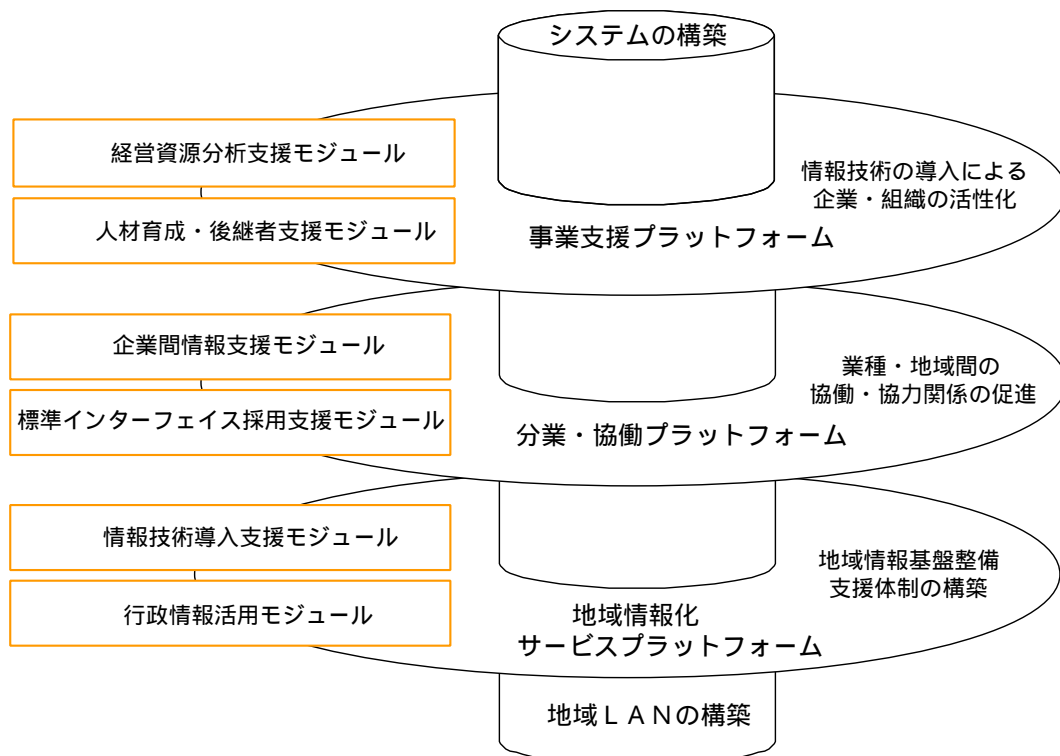 システムの構築
経営資源分析支援モジュール
人材育成・後継者支援モジュール
情報技術の導入による
企業・組織の活性化
事業支援プラットフォーム
企業間情報支援モジュール
標準インターフェイス採用支援モジュール
業種・地域間の
協働・協力関係の促進
分業・協働プラットフォーム
情報技術導入支援モジュール
行政情報活用モジュール
地域情報基盤整備
支援体制の構築
地域情報化
サービスプラットフォーム
地域ＬＡＮの構築